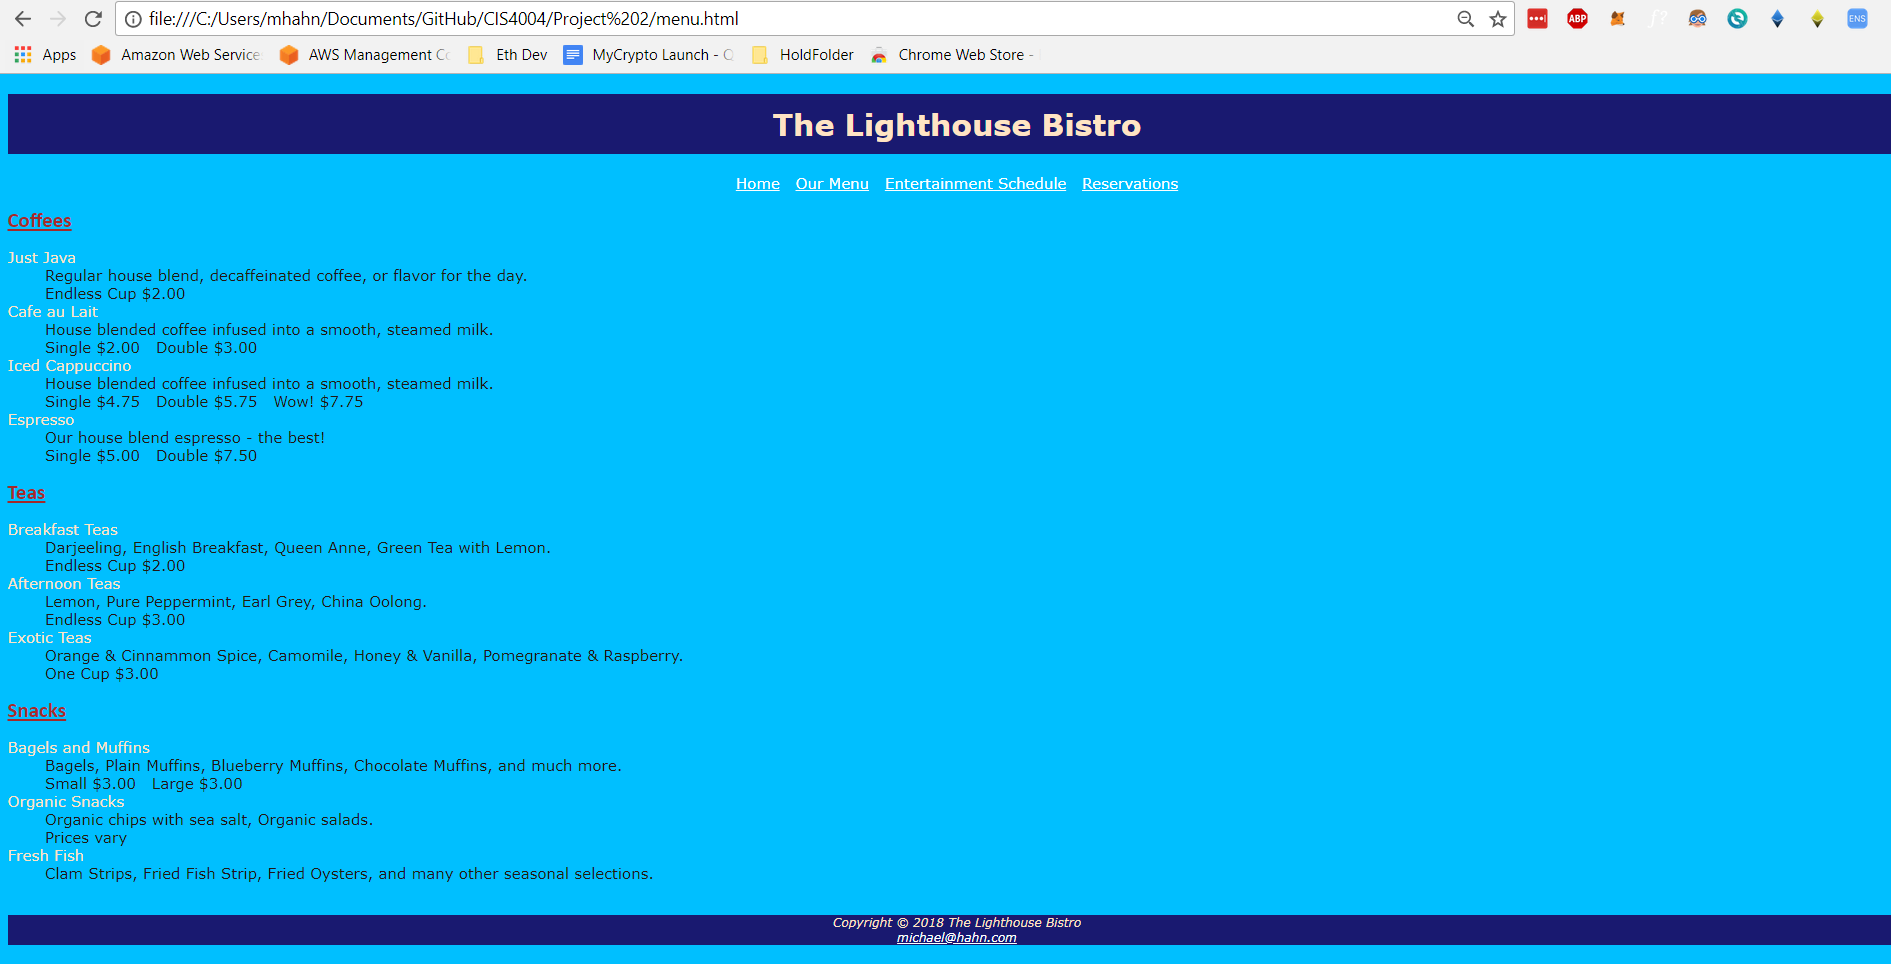 file:///C:/Users/mhahn/Documents/GitHub/CIS4004/Project%202/menu.html
ABP
f?
ENS
Apps Amazon Web Service AWS Management Co Eth Dev MyCrypto Launch - Q HoldFolder Chrome Web Store -
The Lighthouse Bistro
Home Our Menu Entertainment Schedule Reservations
Coffees
Just Java
Regular house blend, decaffeinated coffee, or flavor for the day.
Endless Cup $2.00
Cafe au Lait
House blended coffee infused into a smooth, steamed milk.
Single $2.00 Double $3.00
Iced Cappuccino
House blended coffee infused into a smooth, steamed milk.
Single $4.75 Double $5.75 Wow! $7.75
Espresso
Our house blend espresso - the best!
Single $5.00 Double $7.50
Teas
Breakfast Teas
Darjeeling, English Breakfast, Queen Anne, Green Tea with Lemon.
Endless Cup $2.00
Afternoon Teas
Lemon, Pure Peppermint, Earl Grey, China Oolong.
Endless Cup $3.00
Exotic Teas
Orange & Cinnammon Spice, Camomile, Honey & Vanilla, Pomegranate & Raspberry.
One Cup $3.00
Snacks
Bagels and Muffins
Bagels, Plain Muffins, Blueberry Muffins, Chocolate Muffins, and much more.
Small $3.00 Large $3.00
Organic Snacks
Organic chips with sea salt, Organic salads.
Prices vary
Fresh Fish
Clam Strips, Fried Fish Strip, Fried Oysters, and many other seasonal selections.
Copyright © 2018 The Lighthouse Bistro
michael@hahn.com